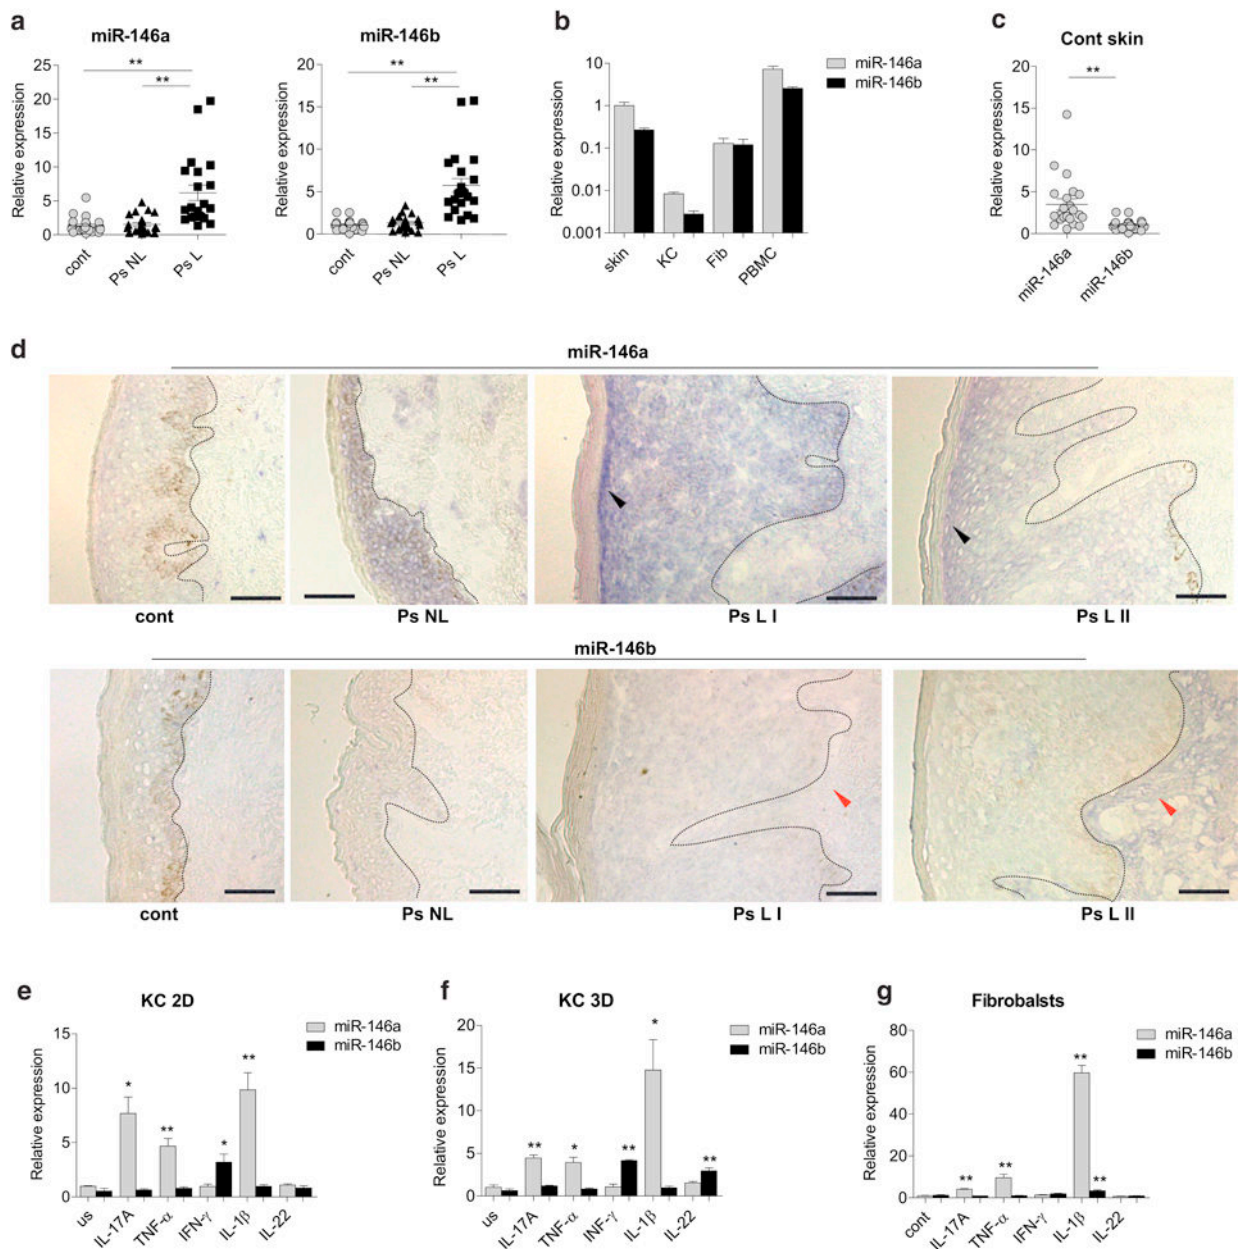 a
miR-146a
Relative expression
25
20
15
10
5
0
**
**
cont
Ps NL
Ps L
miR-146b
Relative expression
20
15
10
5
0
**
**
cont
Ps NL
Ps L
b
Relative expression
10
1
0.1
0.01
0.001
miR-146a
miR-146b
skin
KC
Fib
PBMC
c
Cont skin
Relative expression
20
15
10
5
0
**
miR-146a
miR-146b
d
miR-146a
cont
Ps NL
Ps L I
Ps L II
miR-146b
cont
Ps NL
Ps L I
Ps L II
e
KC 2D
Relative expression
15
10
5
0
miR-146a
miR-146b
*
**
*
**
us
IL-17A
TNF-α
IFN-γ
IL-1β
IL-22
f
KC 3D
Relative expression
20
15
10
5
0
miR-146a
miR-146b
**
*
**
*
**
us
IL-17A
TNF-α
INF-γ
IL-1β
IL-22
g
Fibrobalsts
Relative expression
80
60
40
20
0
miR-146a
miR-146b
**
**
**
**
cont
IL-17A
TNF-α
IFN-γ
IL-1β
IL-22